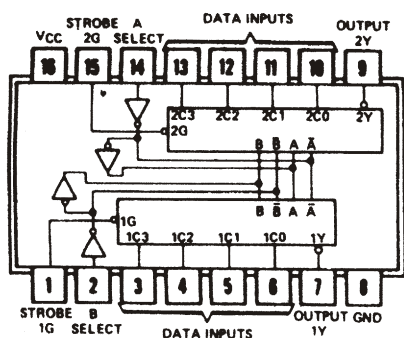 STROBE A DATA INPUTS OUTPUT
VCC 2G SELECT 2Y
16 15 14 13 12 11 10 9
2C3 2C2 2C1 2C0 2Y
2G
B B̅ A A̅
B B̅ A A̅
1G
1C3 1C2 1C1 1C0 1Y
1 2 3 4 5 6 7 8
STROBE B OUTPUT GND
1G SELECT DATA INPUTS 1Y